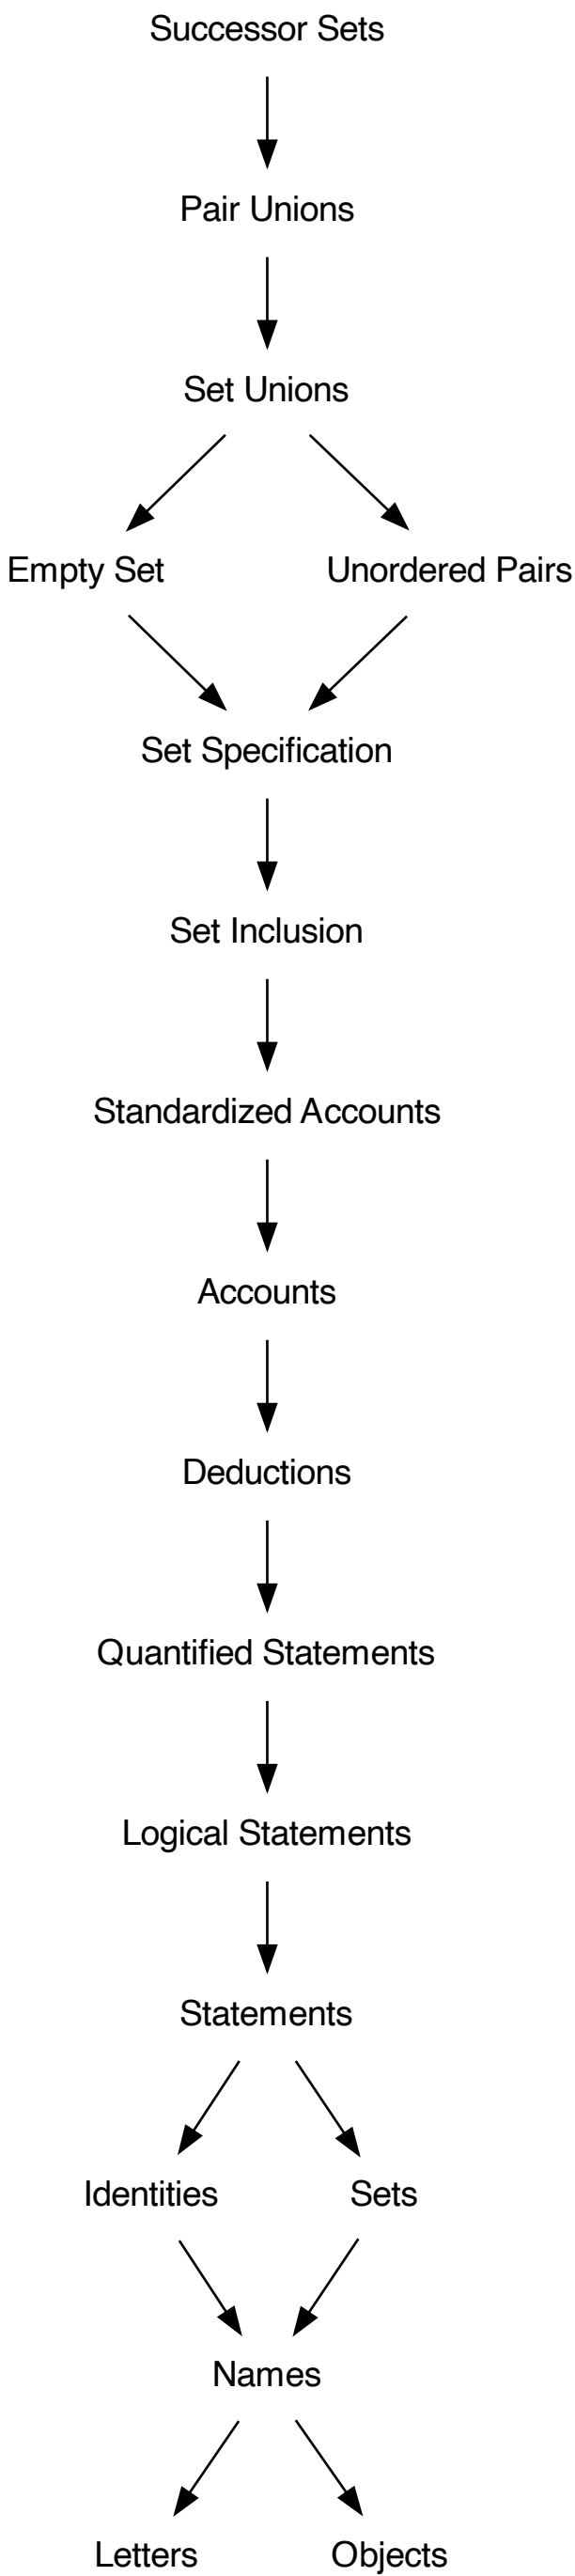 Successor Sets
Pair Unions
Set Unions
Empty Set
Unordered Pairs
Set Specification
Set Inclusion
Standardized Accounts
Accounts
Deductions
Quantified Statements
Logical Statements
Statements
Identities
Sets
Names
Letters
Objects